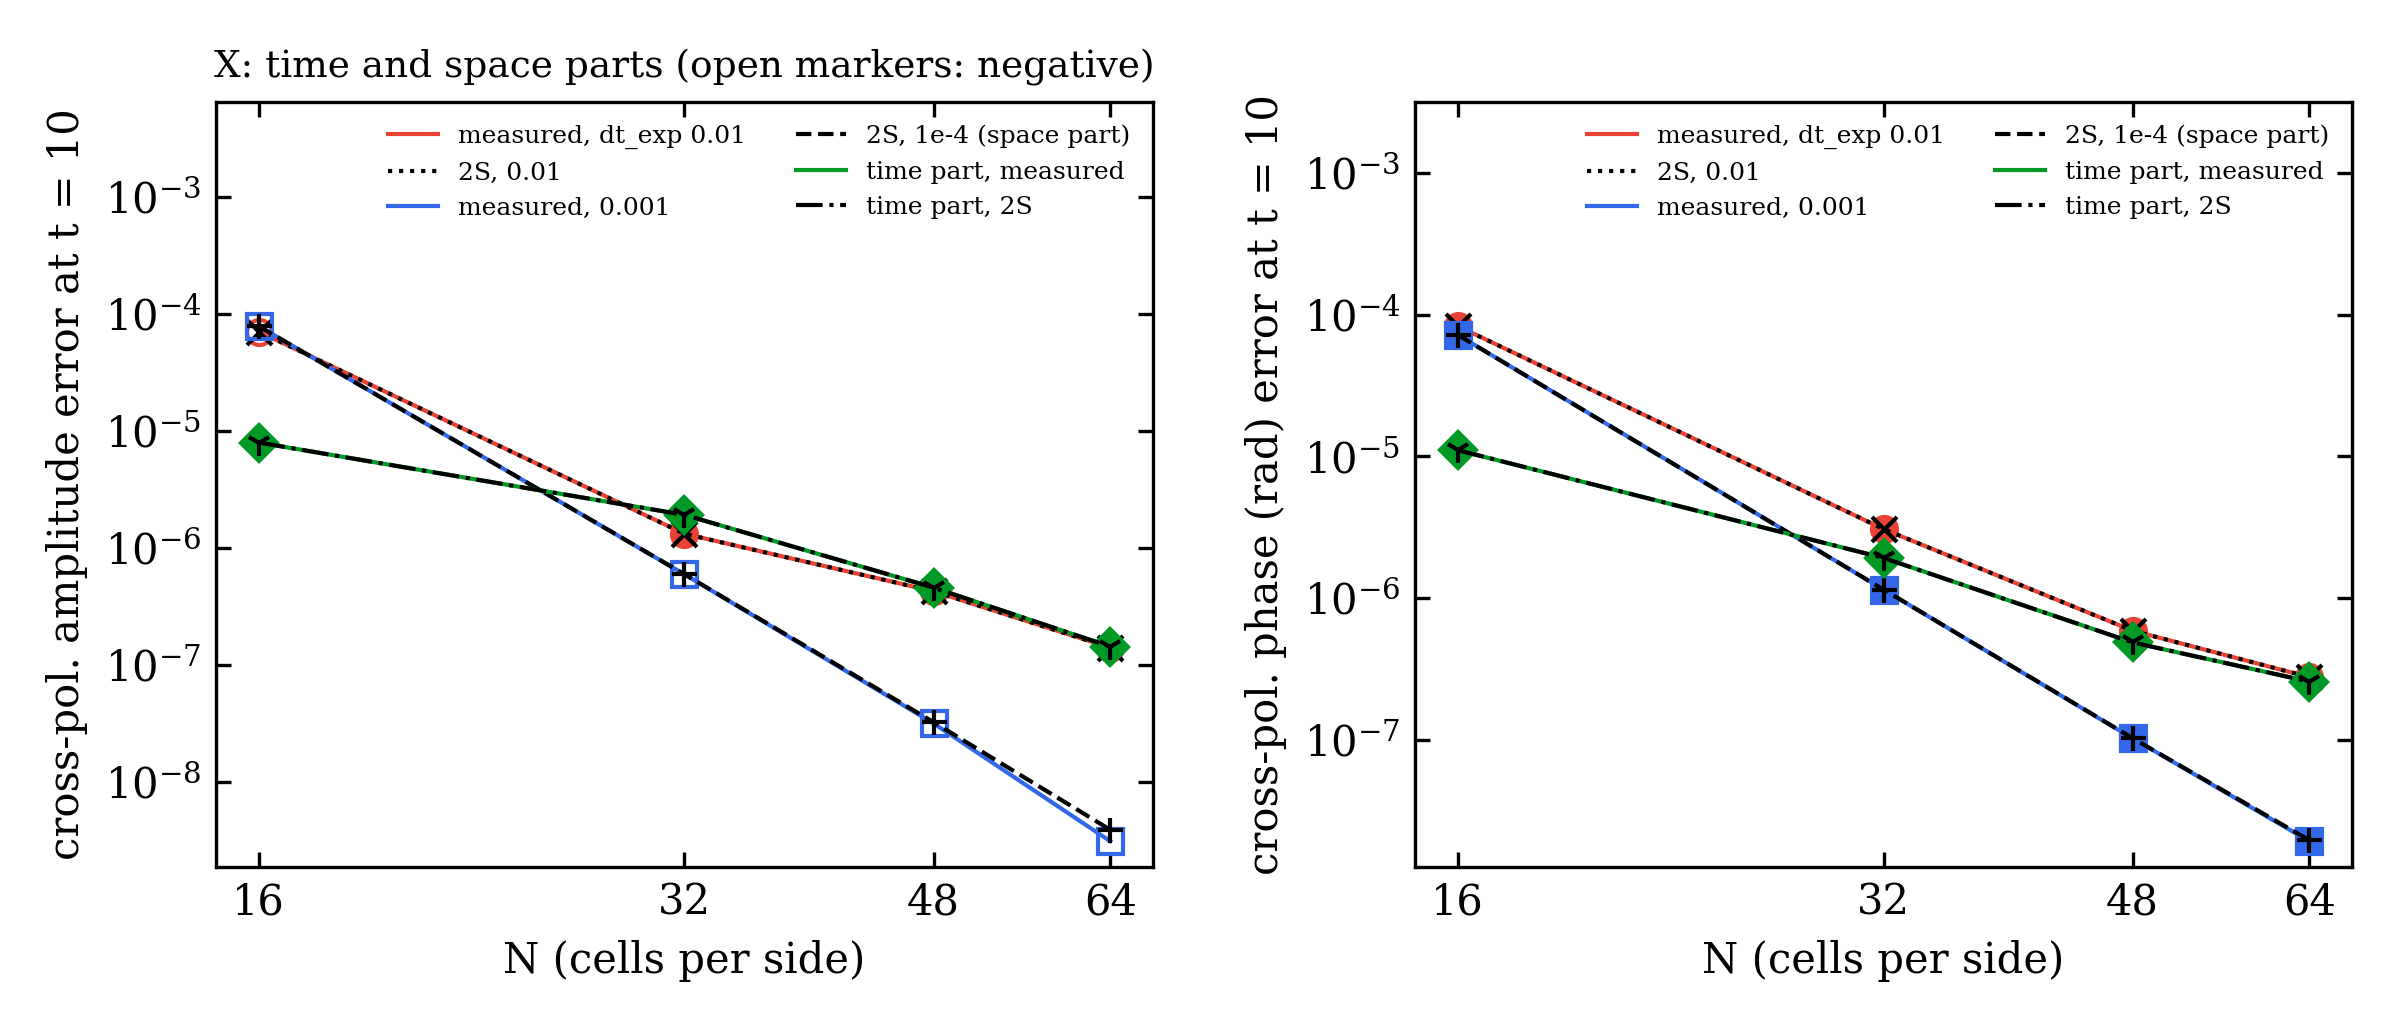 X: time and space parts (open markers: negative)
cross-pol. amplitude error at t = 10
10⁻³
10⁻⁴
10⁻⁵
10⁻⁶
10⁻⁷
10⁻⁸
measured, dt_exp 0.01
2S, 0.01
measured, 0.001
2S, 1e-4 (space part)
time part, measured
time part, 2S
16 32 48 64
N (cells per side)
cross-pol. phase (rad) error at t = 10
10⁻³
10⁻⁴
10⁻⁵
10⁻⁶
10⁻⁷
measured, dt_exp 0.01
2S, 0.01
measured, 0.001
2S, 1e-4 (space part)
time part, measured
time part, 2S
16 32 48 64
N (cells per side)